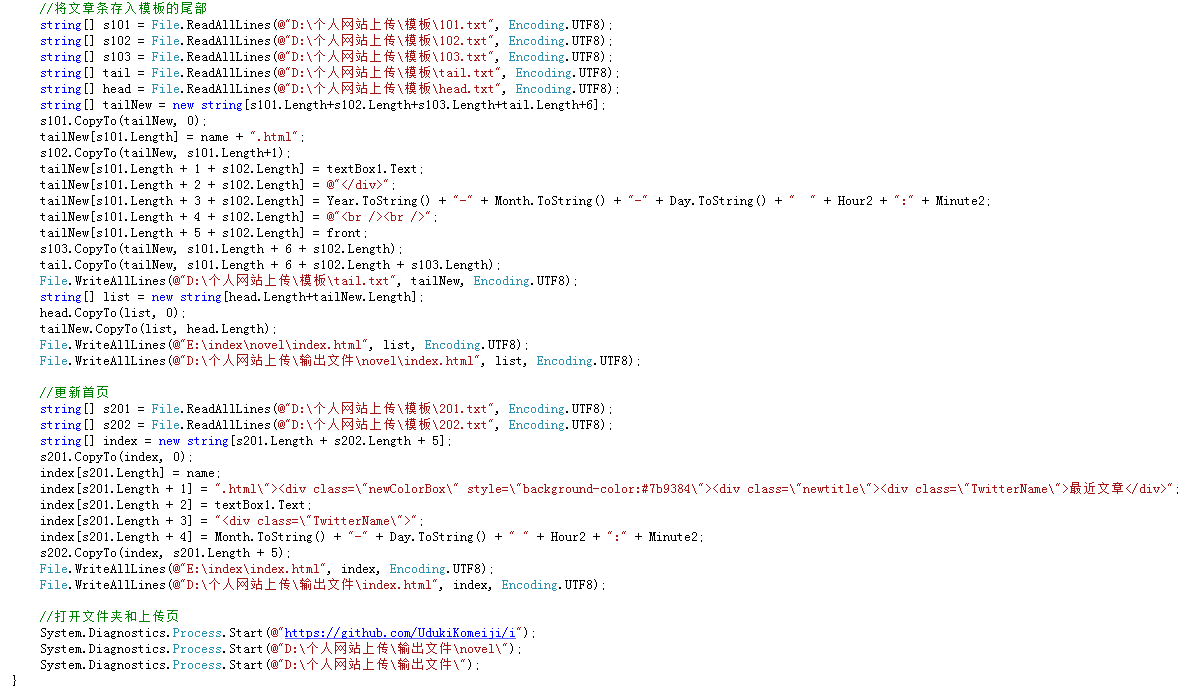 //将文章条存入模板的尾部
string[] s101 = File.ReadAllLines(@"D:\个人网站上传\模板\101.txt", Encoding.UTF8);
string[] s102 = File.ReadAllLines(@"D:\个人网站上传\模板\102.txt", Encoding.UTF8);
string[] s103 = File.ReadAllLines(@"D:\个人网站上传\模板\103.txt", Encoding.UTF8);
string[] tail = File.ReadAllLines(@"D:\个人网站上传\模板\tail.txt", Encoding.UTF8);
string[] head = File.ReadAllLines(@"D:\个人网站上传\模板\head.txt", Encoding.UTF8);
string[] tailNew = new string[s101.Length+s102.Length+s103.Length+tail.Length+6];
s101.CopyTo(tailNew, 0);
tailNew[s101.Length] = name + ".html";
s102.CopyTo(tailNew, s101.Length+1);
tailNew[s101.Length + 1 + s102.Length] = textBox1.Text;
tailNew[s101.Length + 2 + s102.Length] = @"</div>";
tailNew[s101.Length + 3 + s102.Length] = Year.ToString() + "-" + Month.ToString() + "-" + Day.ToString() + "  " + Hour2 + ":" + Minute2;
tailNew[s101.Length + 4 + s102.Length] = @"<br /><br />";
tailNew[s101.Length + 5 + s102.Length] = front;
s103.CopyTo(tailNew, s101.Length + 6 + s102.Length);
tail.CopyTo(tailNew, s101.Length + 6 + s102.Length + s103.Length);
File.WriteAllLines(@"D:\个人网站上传\模板\tail.txt", tailNew, Encoding.UTF8);
string[] list = new string[head.Length+tailNew.Length];
head.CopyTo(list, 0);
tailNew.CopyTo(list, head.Length);
File.WriteAllLines(@"E:\index\novel\index.html", list, Encoding.UTF8);
File.WriteAllLines(@"D:\个人网站上传\输出文件\novel\index.html", list, Encoding.UTF8);
//更新首页
string[] s201 = File.ReadAllLines(@"D:\个人网站上传\模板\201.txt", Encoding.UTF8);
string[] s202 = File.ReadAllLines(@"D:\个人网站上传\模板\202.txt", Encoding.UTF8);
string[] index = new string[s201.Length + s202.Length + 5];
s201.CopyTo(index, 0);
index[s201.Length] = name;
index[s201.Length + 1] = ".html\"><div class=\"newColorBox\" style=\"background-color:#7b9384\"><div class=\"newtitle\"><div class=\"TwitterName\">最近文章</div>";
index[s201.Length + 2] = textBox1.Text;
index[s201.Length + 3] = "<div class=\"TwitterName\">";
index[s201.Length + 4] = Month.ToString() + "-" + Day.ToString() + " " + Hour2 + ":" + Minute2;
s202.CopyTo(index, s201.Length + 5);
File.WriteAllLines(@"E:\index\index.html", index, Encoding.UTF8);
File.WriteAllLines(@"D:\个人网站上传\输出文件\index.html", index, Encoding.UTF8);
//打开文件夹和上传页
System.Diagnostics.Process.Start(@"https://github.com/UdukiKomeiji/i");
System.Diagnostics.Process.Start(@"D:\个人网站上传\输出文件\novel\");
System.Diagnostics.Process.Start(@"D:\个人网站上传\输出文件\");
}